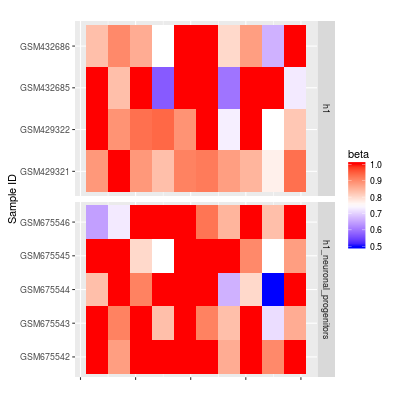 GSM432686
GSM432685
GSM429322
GSM429321
h1
GSM675546
GSM675545
GSM675544
GSM675543
GSM675542
h1_neuronal_progenitors
Sample ID
beta
1.0
0.9
0.8
0.7
0.6
0.5